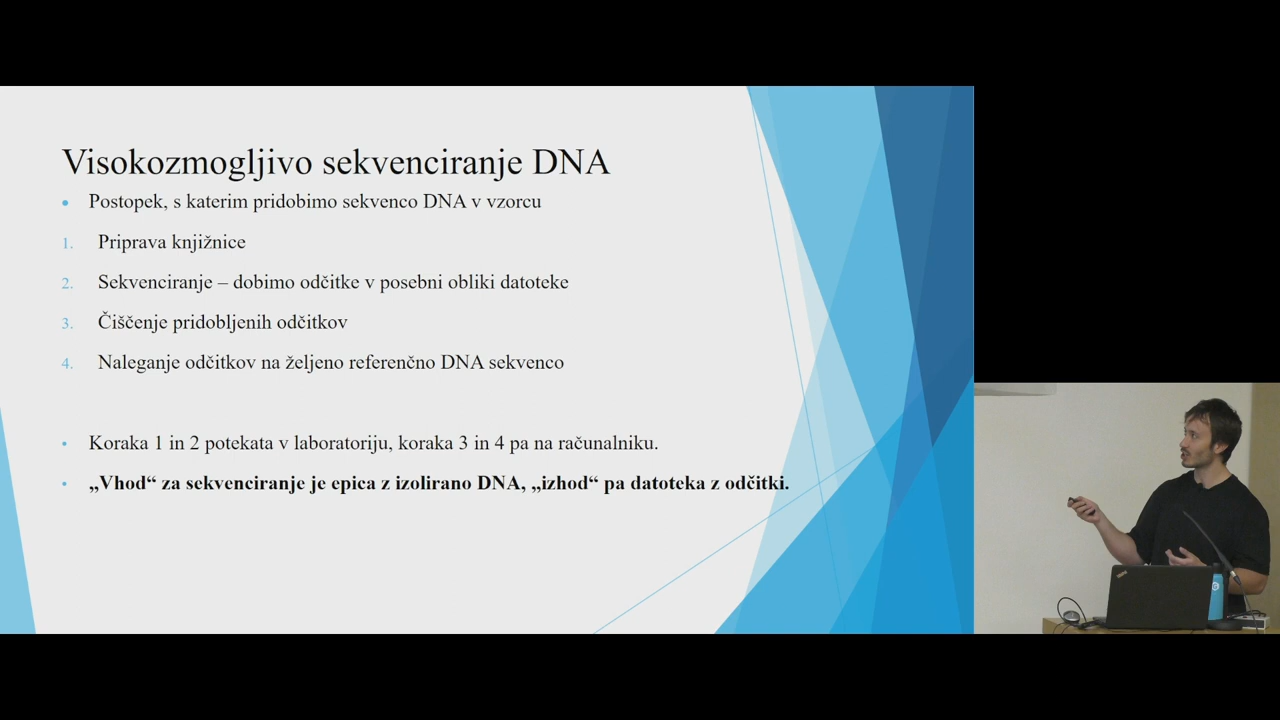 Visokozmogljivo sekvenciranje DNA
• Postopek, s katerim pridobimo sekvenco DNA v vzorcu
1. Priprava knjižnice
2. Sekvenciranje – dobimo odčitke v posebni obliki datoteke
3. Čiščenje pridobljenih odčitkov
4. Naleganje odčitkov na željeno referenčno DNA sekvenco
• Koraka 1 in 2 potekata v laboratoriju, koraka 3 in 4 pa na računalniku.
• „Vhod“ za sekvenciranje je epica z izolirano DNA, „izhod“ pa datoteka z odčitki.